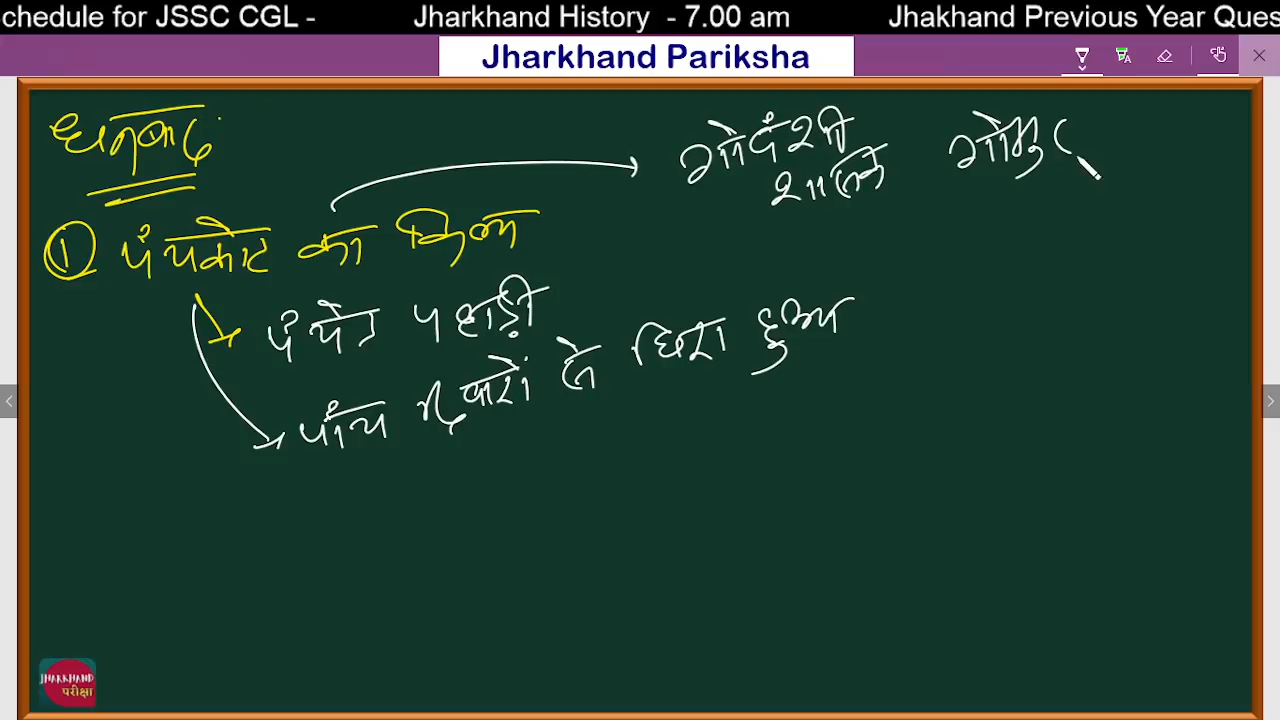 chedule for JSSC CGL - Jharkhand History - 7.00 am Jhakhand Previous Year Ques
Jharkhand Pariksha
धनबाद
गोवंशी
शासक
गोमु
① पंचकोट का किला
पंचेत पहाड़ी
पांच द्वारों से घिरा हुआ
JHARKHAND
परीक्षा